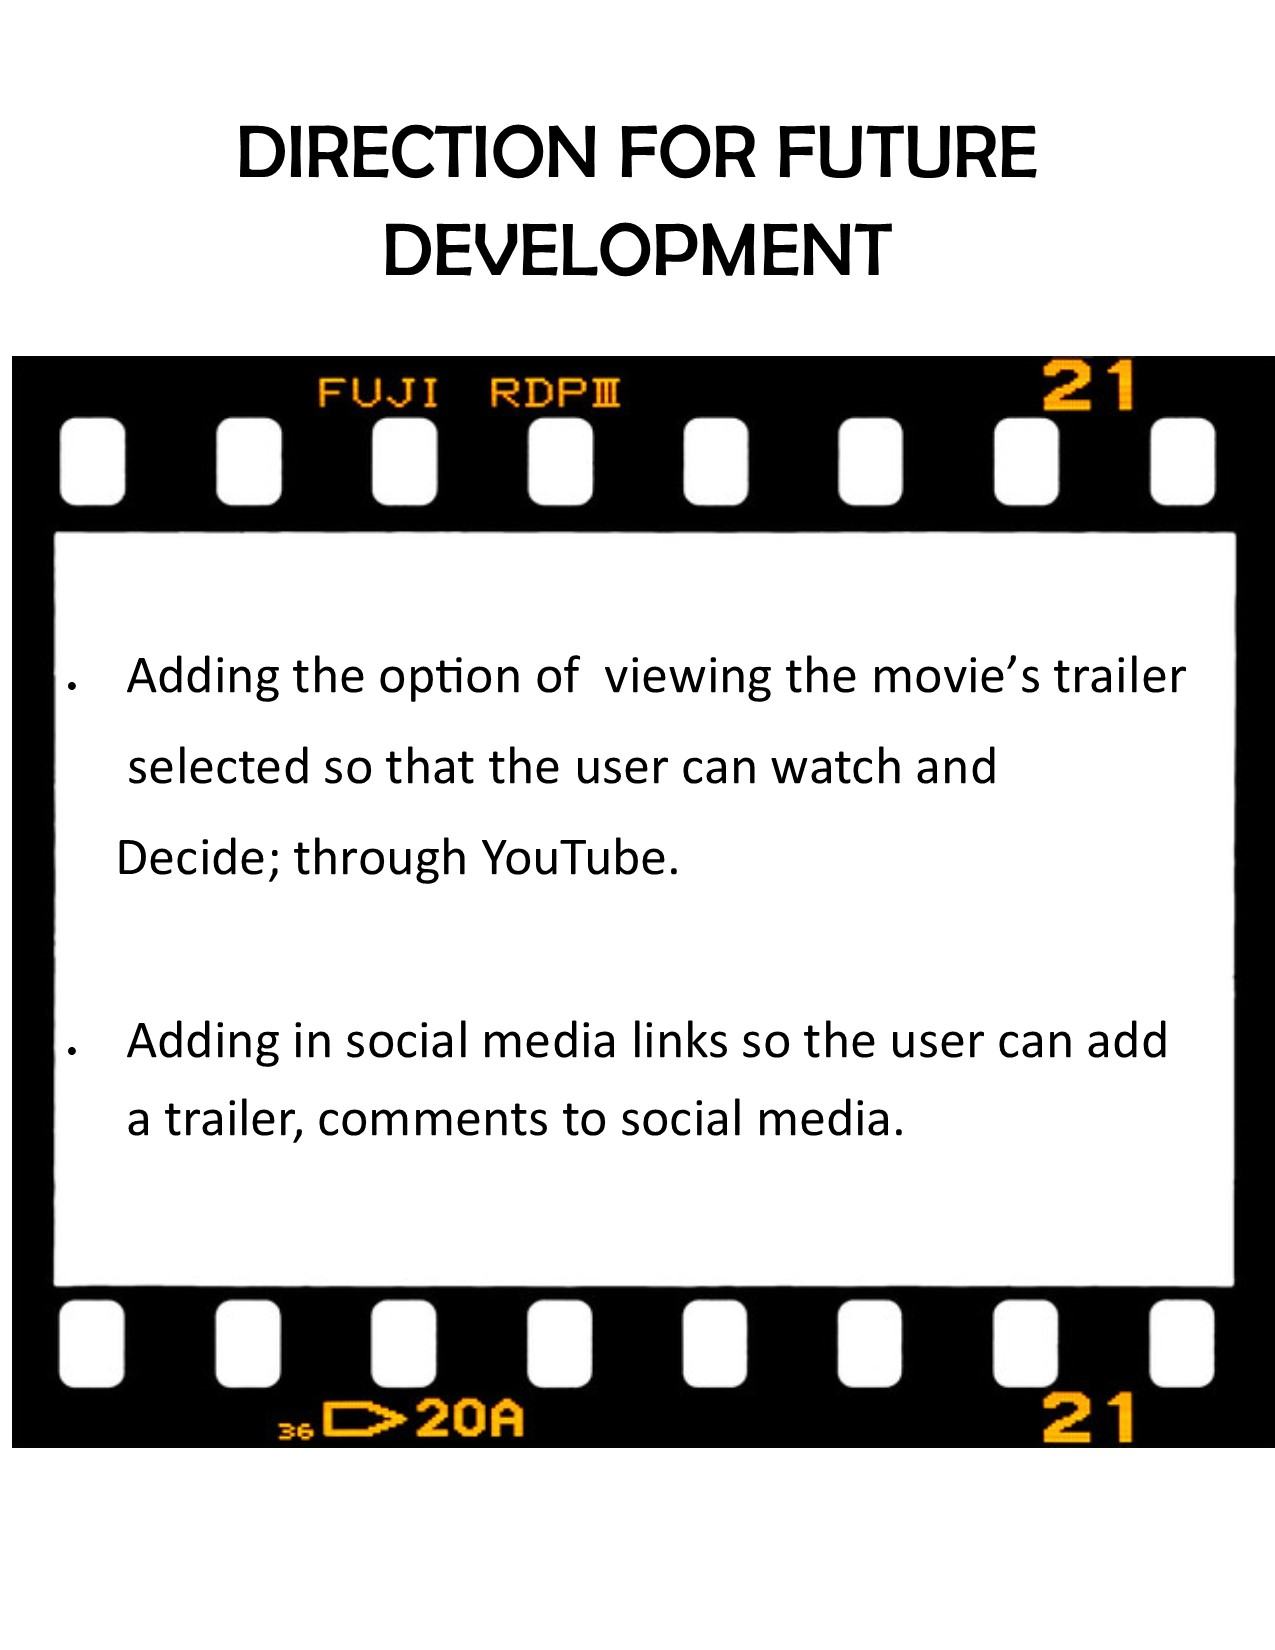 DIRECTION FOR FUTURE
DEVELOPMENT
FUJI RDPIII 21
• Adding the option of  viewing the movie’s trailer
selected so that the user can watch and
Decide; through YouTube.
• Adding in social media links so the user can add
a trailer, comments to social media.
36 20A 21